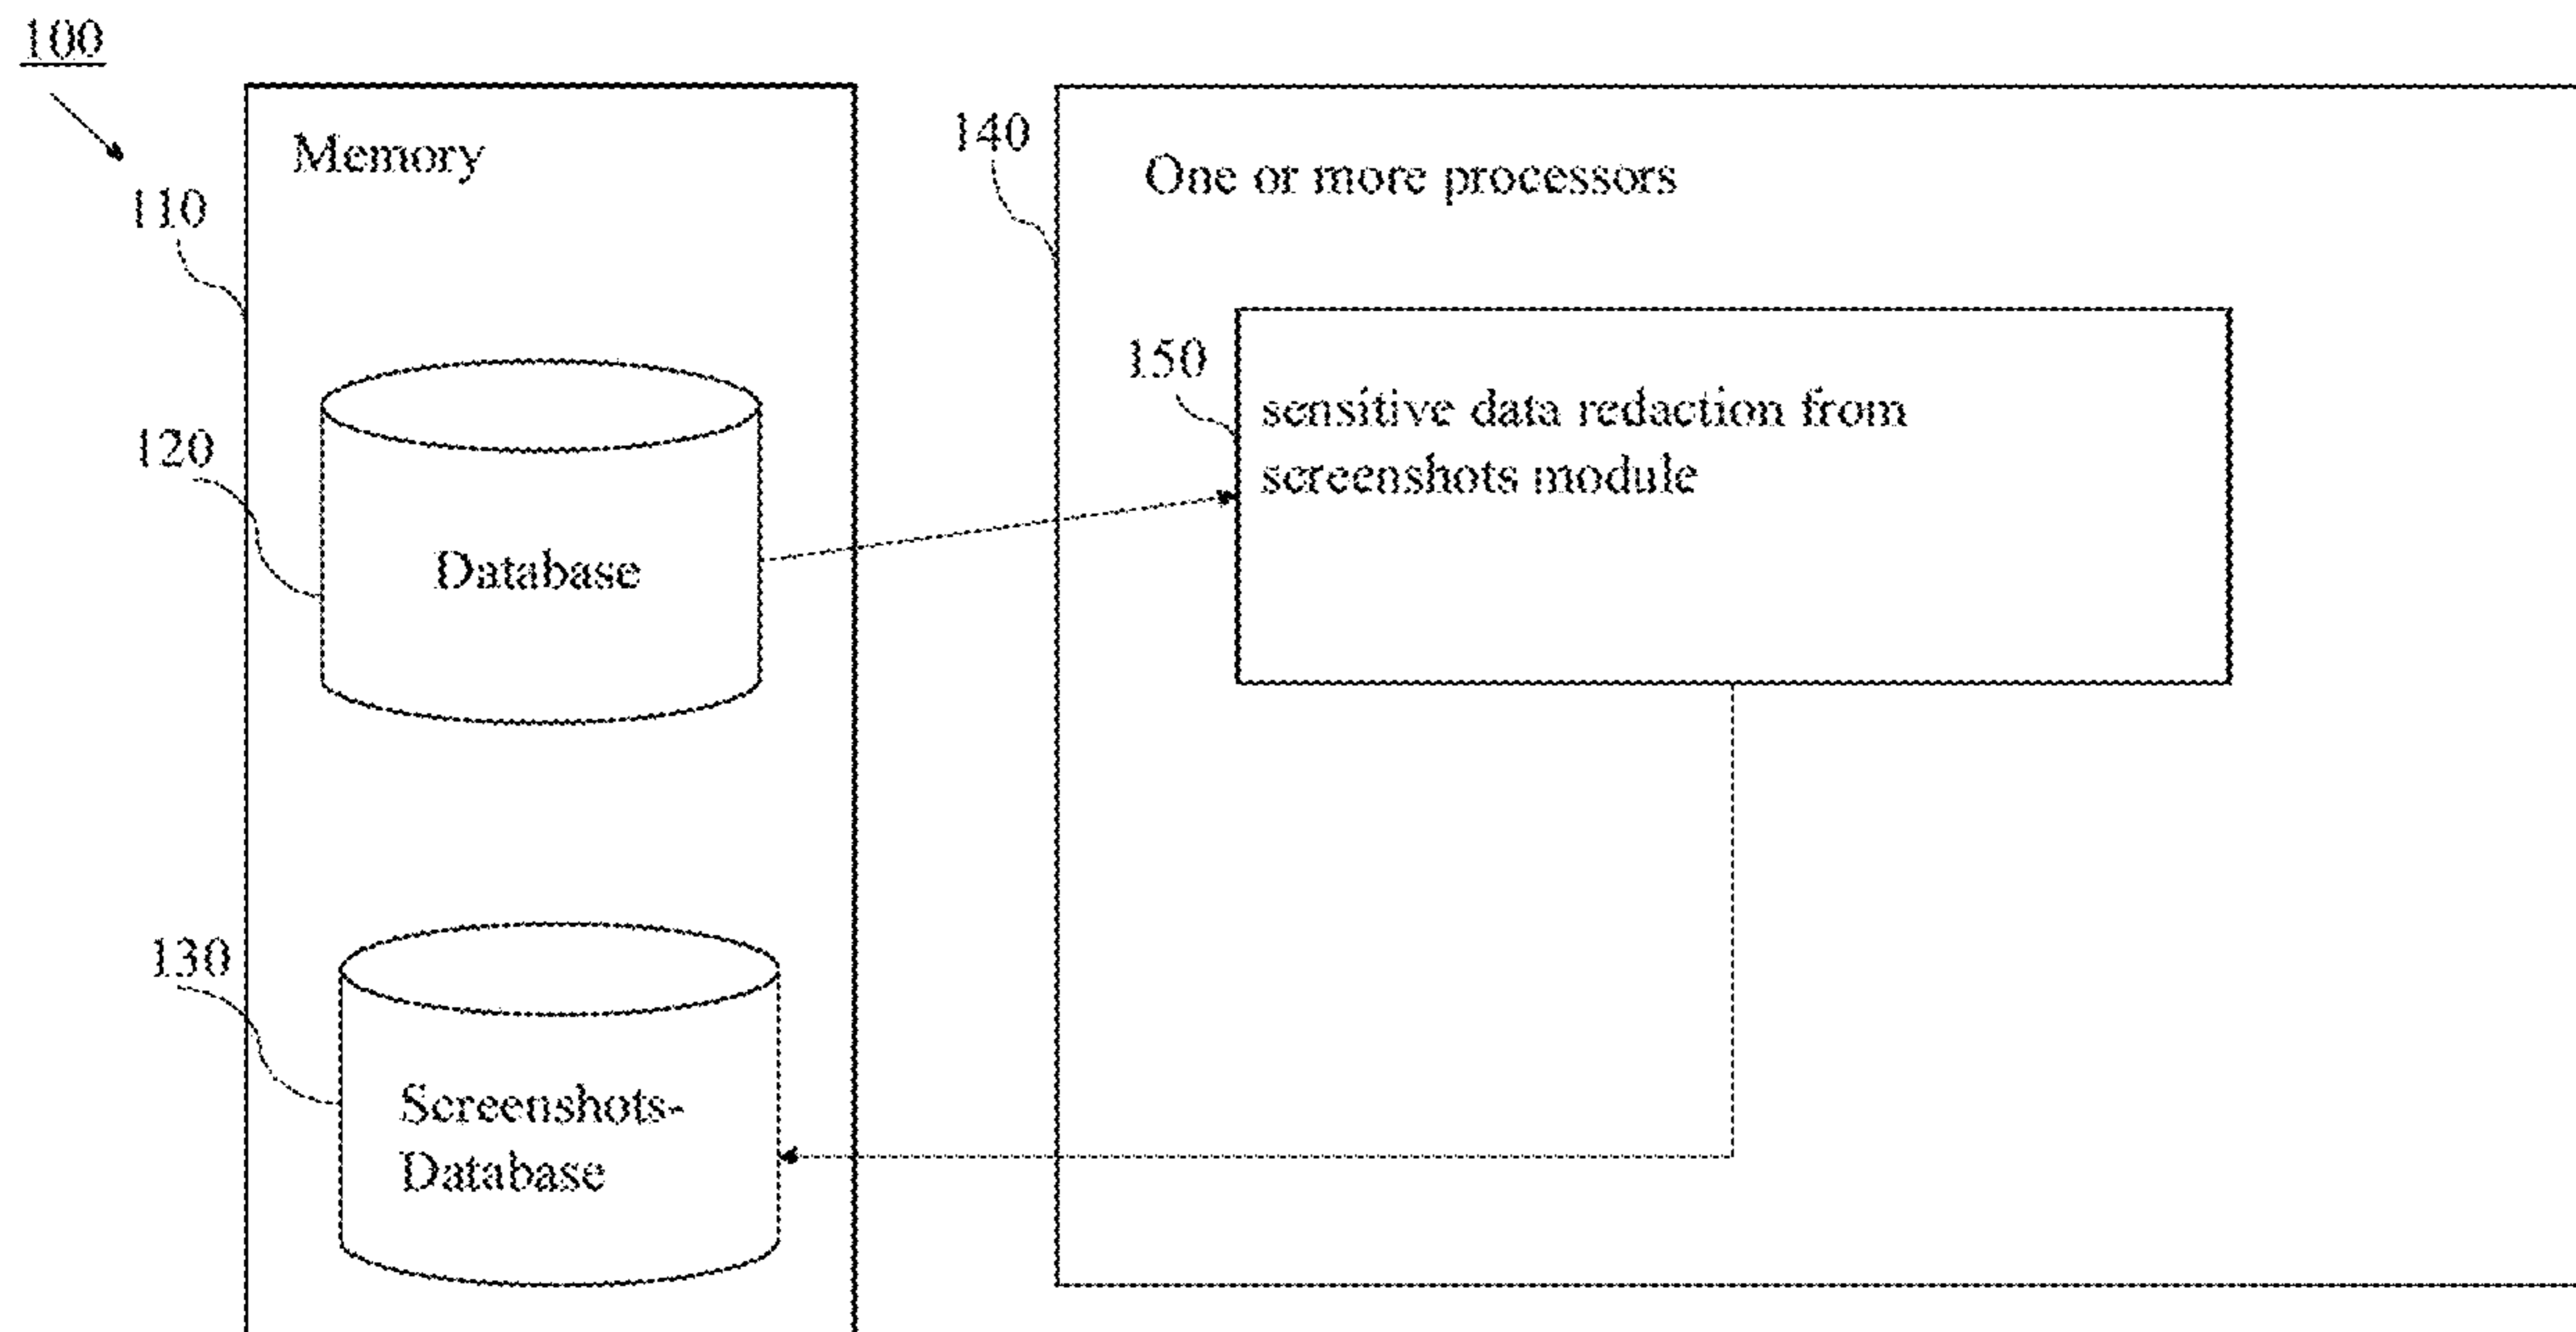 100
Memory
110
140
One or more processors
150
sensitive data redaction from
screenshots module
120
Database
130
Screenshots-
Database